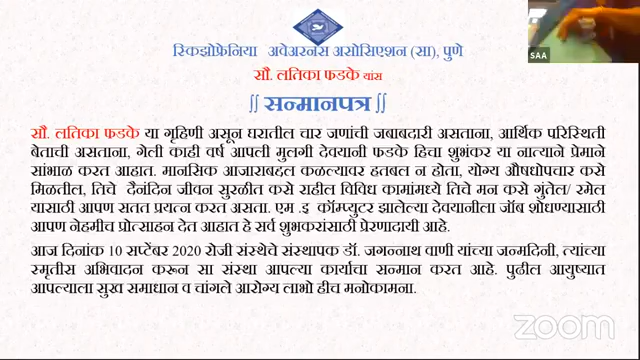 स्किझोफ्रेनिया अवेअरनस असोसिएशन (सा), पुणे
सौ. लतिका फडके यांस
∬ सन्मानपत्र ∬
सौ. लतिका फडके या गृहिणी असून घरातील चार जणांची जबाबदारी असताना, आर्थिक परिस्थिती
बेताची असताना, गेली काही वर्ष आपली मुलगी देवयानी फडके हिचा शुभंकर या नात्याने प्रेमाने
सांभाळ करत आहात. मानसिक आजाराबद्दल कळल्यावर हतबल न होता, योग्य औषधोपचार कसे
मिळतील, तिचे दैनंदिन जीवन सुरळीत कसे राहील विविध कामांमध्ये तिचे मन कसे गुंतेल/ रमेल
यासाठी आपण सतत प्रयत्न करत असता. एम .इ कॉम्प्युटर झालेल्या देवयानीला जॉब शोधण्यासाठी
आपण नेहमीच प्रोत्साहन देत आहात हे सर्व शुभकरांसाठी प्रेरणादायी आहे.
आज दिनांक 10 सप्टेंबर 2020 रोजी संस्थेचे संस्थापक डॉ. जगन्नाथ वाणी यांच्या जन्मदिनी, त्यांच्या
स्मृतीस अभिवादन करून सा संस्था आपल्या कार्याचा सन्मान करत आहे. पुढील आयुष्यात
आपल्याला सुख समाधान व चांगले आरोग्य लाभो हीच मनोकामना.
SAA
zoom